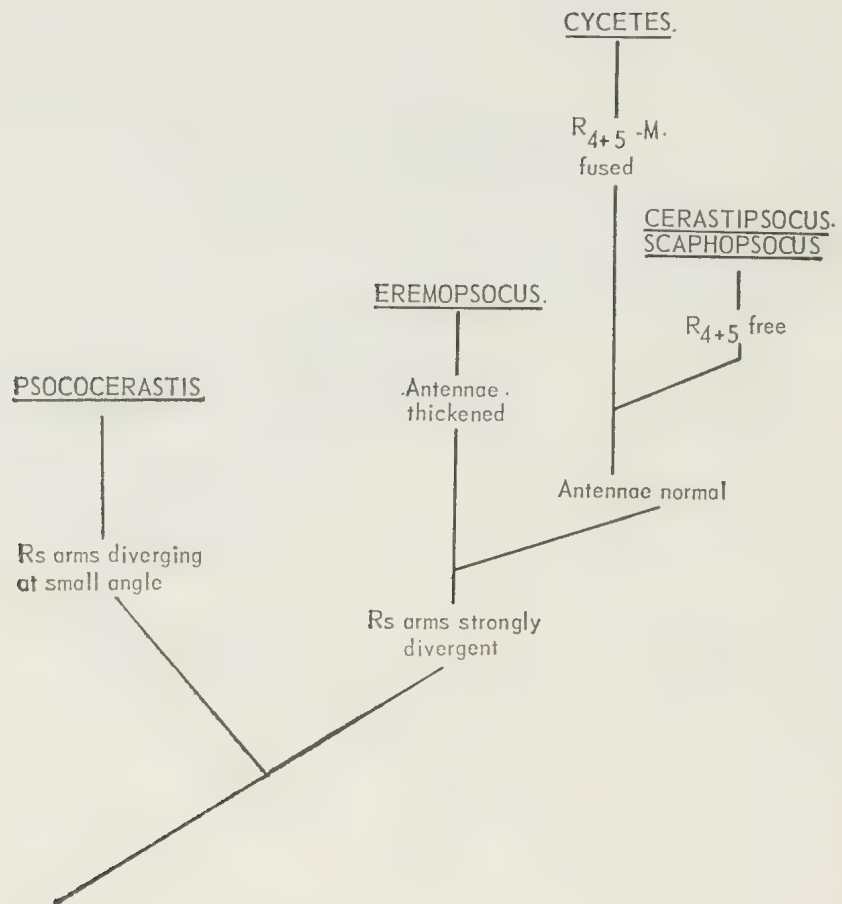 CYCETES.
R4+5 -M.
fused
CERASTIPSOCUS.
SCAPHOPSOCUS
R4+5 free
EREMOPSOCUS.
.Antennae.
thickened
PSOCOCERASTIS
Antennae normal
Rs arms diverging
at small angle
Rs arms strongly
divergent